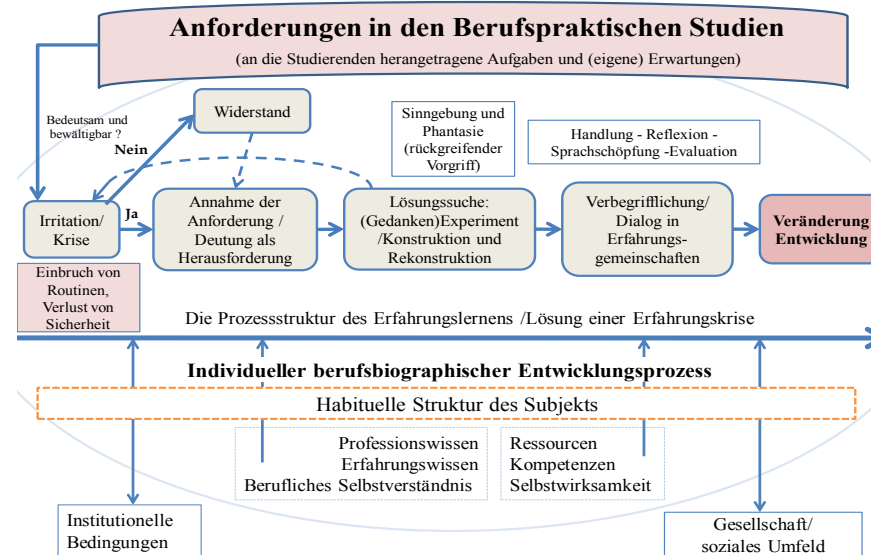 Anforderungen in den Berufspraktischen Studien
(an die Studierenden herangetragene Aufgaben und (eigene) Erwartungen)
Bedeutsam und
bewältigbar ?
Nein
Widerstand
Sinngebung und
Phantasie
(rückgreifender
Vorgriff)
Handlung - Reflexion -
Sprachschöpfung -Evaluation
Irritation/
Krise
Ja
Annahme der
Anforderung /
Deutung als
Herausforderung
Lösungssuche:
(Gedanken)Experiment
/Konstruktion und
Rekonstruktion
Verbegrifflichung/
Dialog in
Erfahrungs-
gemeinschaften
Veränderung
Entwicklung
Einbruch von
Routinen,
Verlust von
Sicherheit
Die Prozessstruktur des Erfahrungslernens /Lösung einer Erfahrungskrise
Individueller berufsbiographischer Entwicklungsprozess
Habituelle Struktur des Subjekts
Professionswissen
Erfahrungswissen
Berufliches Selbstverständnis
Ressourcen
Kompetenzen
Selbstwirksamkeit
Institutionelle
Bedingungen
Gesellschaft/
soziales Umfeld